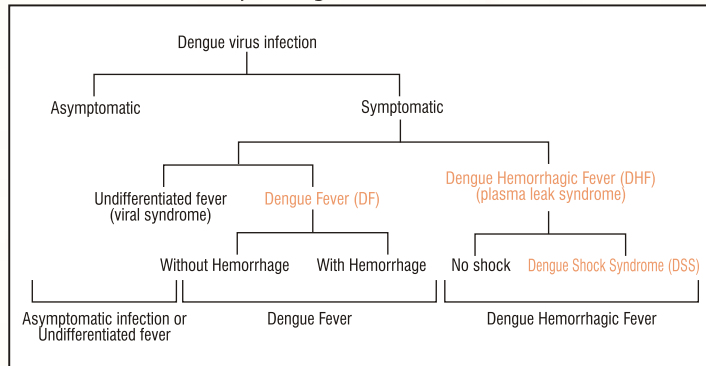 Dengue virus infection
Asymptomatic
Symptomatic
Undifferentiated fever
(viral syndrome)
Dengue Fever (DF)
Dengue Hemorrhagic Fever (DHF)
(plasma leak syndrome)
Without Hemorrhage
With Hemorrhage
No shock
Dengue Shock Syndrome (DSS)
Asymptomatic infection or
Undifferentiated fever
Dengue Fever
Dengue Hemorrhagic Fever